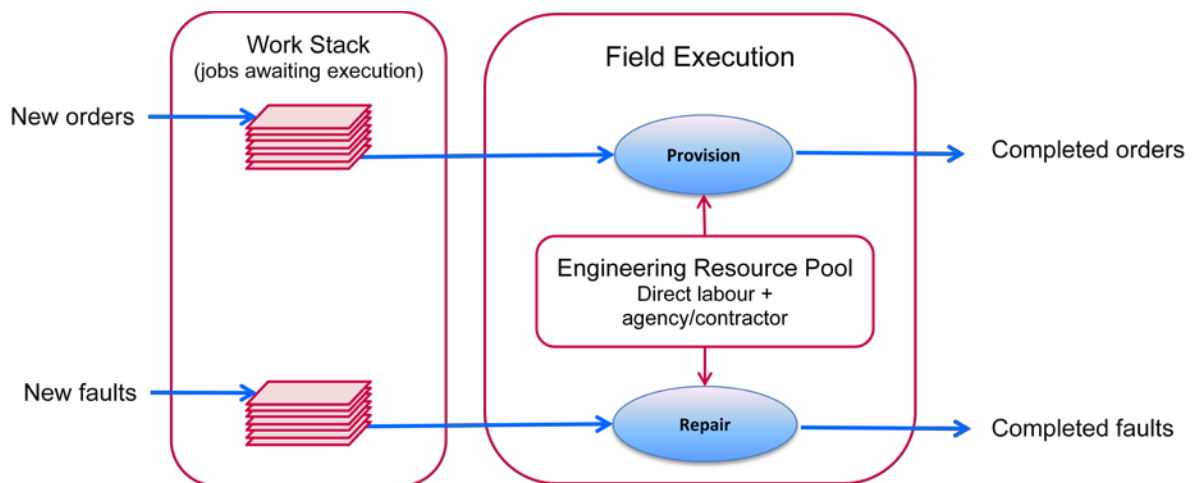 Work Stack
(jobs awaiting execution)
Field Execution
New orders
Provision
Completed orders
Engineering Resource Pool
Direct labour +
agency/contractor
New faults
Repair
Completed faults